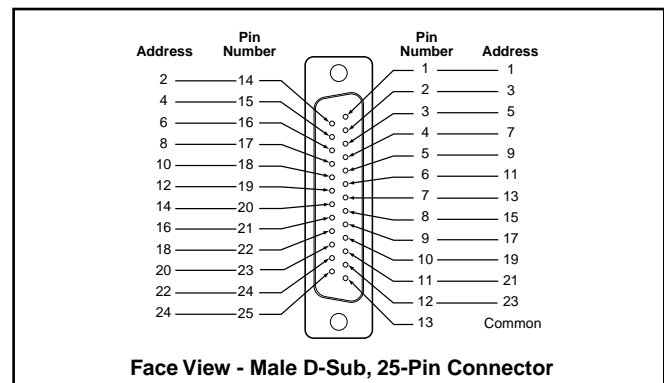 Address Pin Number Pin Number Address
2 14 1 1
4 15 2 3
6 16 3 5
8 17 4 7
10 18 5 9
12 19 6 11
14 20 7 13
16 21 8 15
18 22 9 17
20 23 10 19
22 24 11 21
24 25 12 23
13 Common
Face View - Male D-Sub, 25-Pin Connector